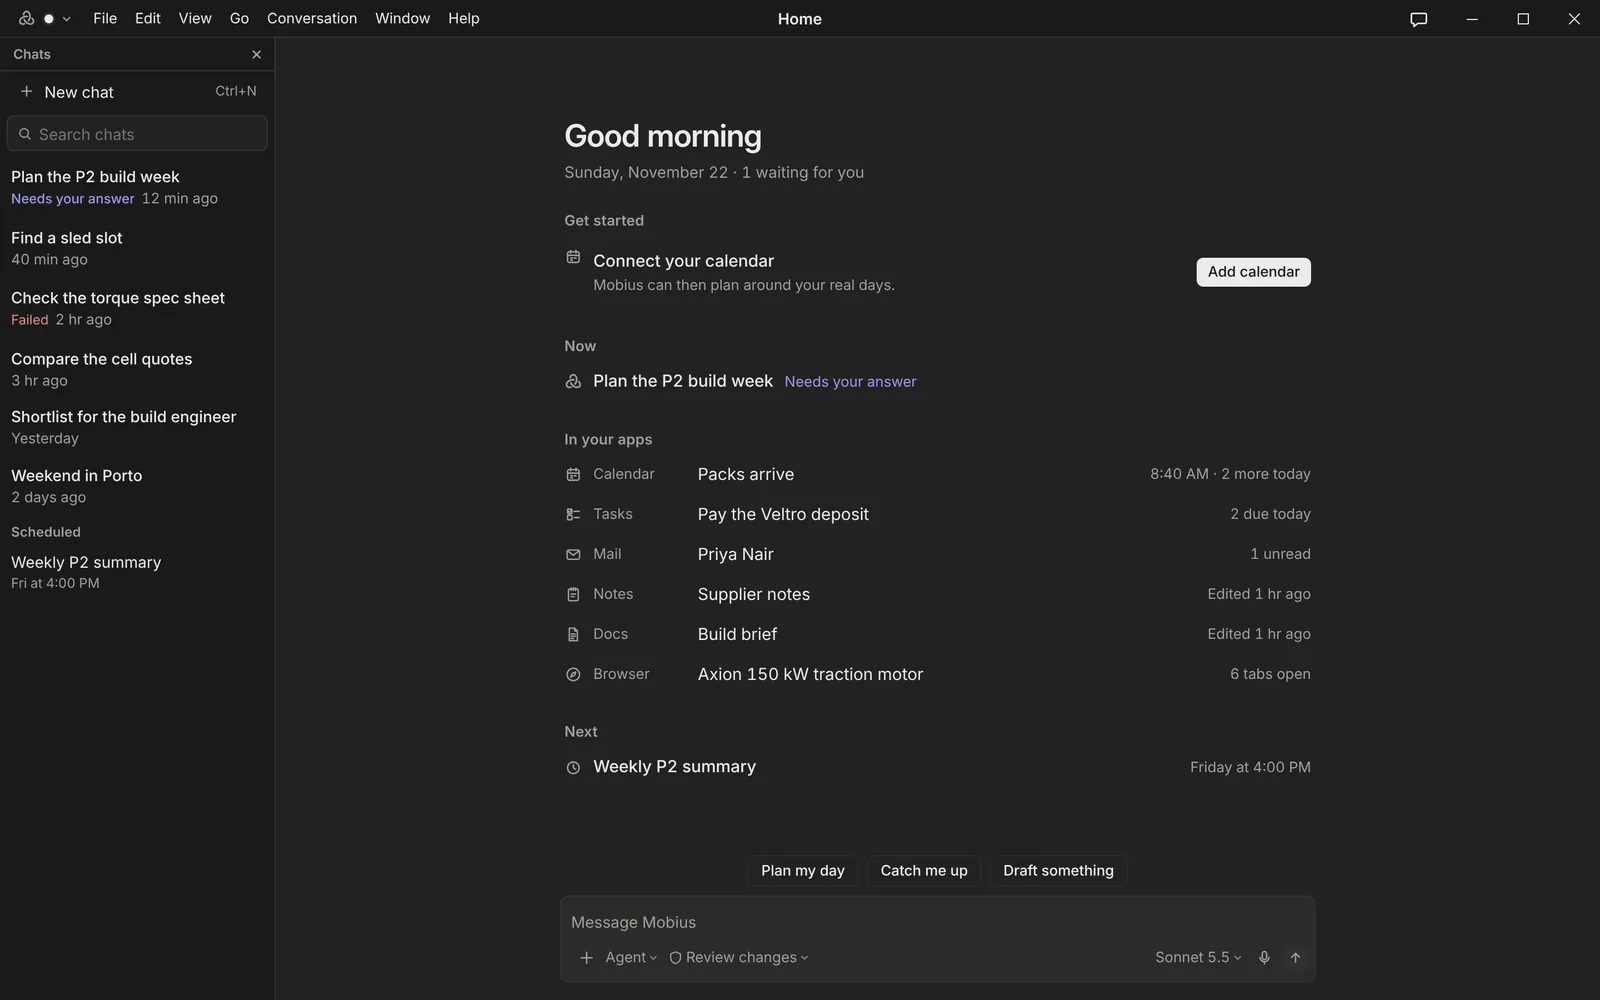 File Edit View Go Conversation Window Help
Home
Chats
New chat Ctrl+N
Search chats
Plan the P2 build week
Needs your answer 12 min ago
Find a sled slot
40 min ago
Check the torque spec sheet
Failed 2 hr ago
Compare the cell quotes
3 hr ago
Shortlist for the build engineer
Yesterday
Weekend in Porto
2 days ago
Scheduled
Weekly P2 summary
Fri at 4:00 PM
Good morning
Sunday, November 22 · 1 waiting for you
Get started
Connect your calendar
Mobius can then plan around your real days.
Add calendar
Now
Plan the P2 build week Needs your answer
In your apps
Calendar Packs arrive 8:40 AM · 2 more today
Tasks Pay the Veltro deposit 2 due today
Mail Priya Nair 1 unread
Notes Supplier notes Edited 1 hr ago
Docs Build brief Edited 1 hr ago
Browser Axion 150 kW traction motor 6 tabs open
Next
Weekly P2 summary Friday at 4:00 PM
Plan my day Catch me up Draft something
Message Mobius
Agent Review changes Sonnet 5.5